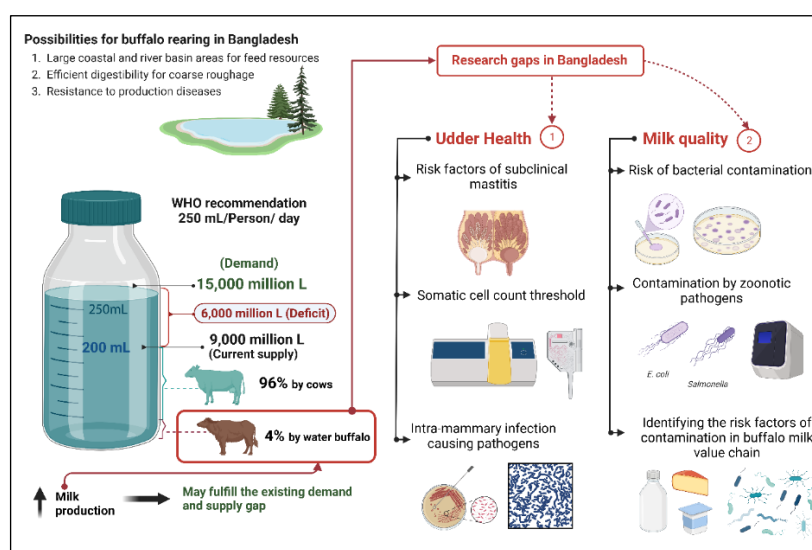 Possibilities for buffalo rearing in Bangladesh
1. Large coastal and river basin areas for feed resources
2. Efficient digestibility for coarse roughage
3. Resistance to production diseases
WHO recommendation
250 mL/Person/ day
(Demand)
15,000 million L
250mL
6,000 million L (Deficit)
200 mL
9,000 million L
(Current supply)
96% by cows
4% by water buffalo
Milk
production
May fulfill the existing demand
and supply gap
Research gaps in Bangladesh
Udder Health
1
Risk factors of subclinical
mastitis
Somatic cell count threshold
Intra-mammary infection
causing pathogens
Milk quality
2
Risk of bacterial contamination
Contamination by zoonotic
pathogens
E. coli
Salmonella
Identifying the risk factors of
contamination in buffalo milk
value chain